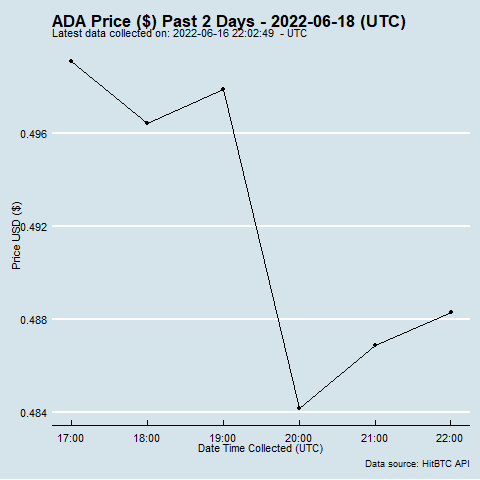 ADA Price ($) Past 2 Days - 2022-06-18 (UTC)
Latest data collected on: 2022-06-16 22:02:49 - UTC
Price USD ($)
0.496
0.492
0.488
0.484
17:00 18:00 19:00 20:00 21:00 22:00
Date Time Collected (UTC)
Data source: HitBTC API